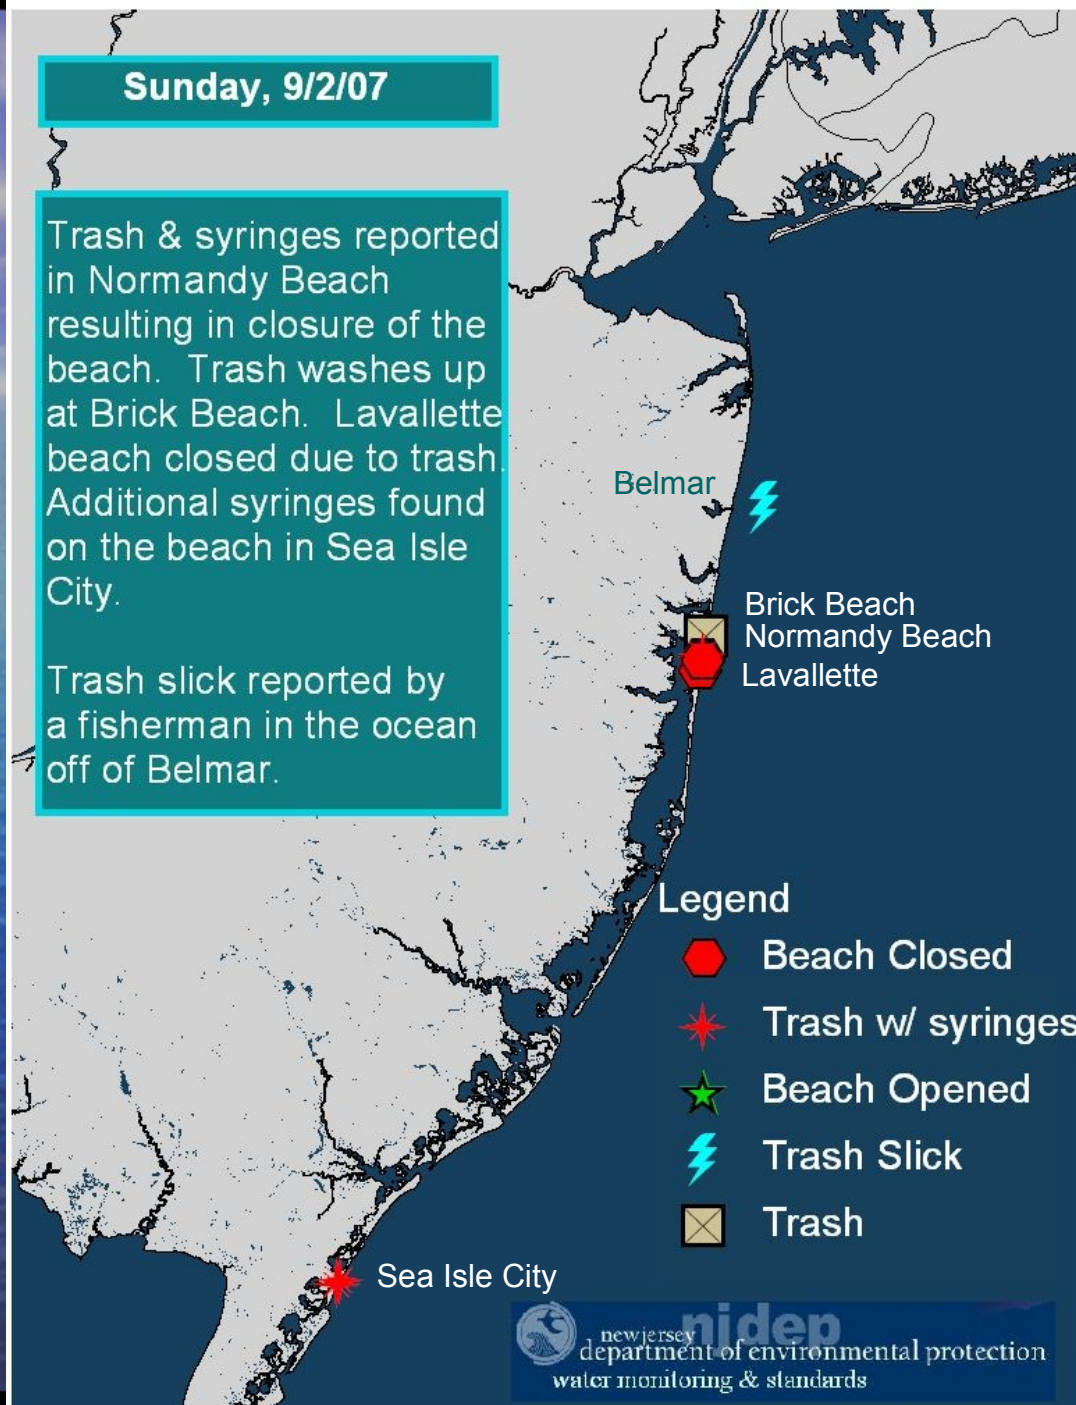 Sunday, 9/2/07
Trash & syringes reported
in Normandy Beach
resulting in closure of the
beach. Trash washes up
at Brick Beach. Lavallette
beach closed due to trash.
Additional syringes found
on the beach in Sea Isle
City.
Trash slick reported by
a fisherman in the ocean
off of Belmar.
Belmar
Brick Beach
Normandy Beach
Lavallette
Legend
Beach Closed
Trash w/ syringes
Beach Opened
Trash Slick
Trash
Sea Isle City
njdep
newjersey
department of environmental protection
water monitoring & standards